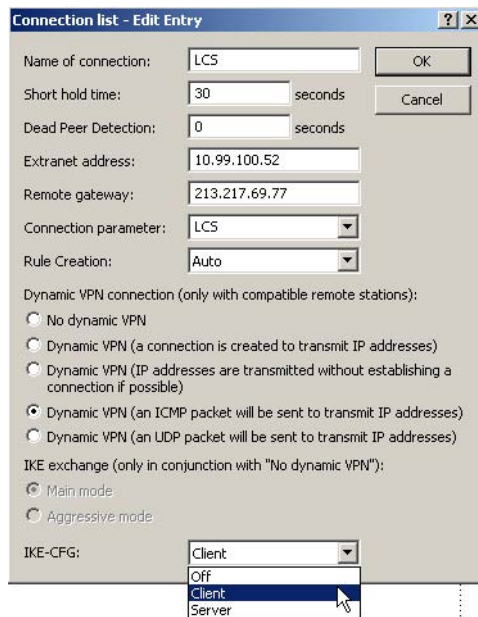 Connection list - Edit Entry
Name of connection: LCS OK
Short hold time: 30 seconds Cancel
Dead Peer Detection: 0 seconds
Extranet address: 10.99.100.52
Remote gateway: 213.217.69.77
Connection parameter: LCS
Rule Creation: Auto
Dynamic VPN connection (only with compatible remote stations):
No dynamic VPN
Dynamic VPN (a connection is created to transmit IP addresses)
Dynamic VPN (IP addresses are transmitted without establishing a
connection if possible)
Dynamic VPN (an ICMP packet will be sent to transmit IP addresses)
Dynamic VPN (an UDP packet will be sent to transmit IP addresses)
IKE exchange (only in conjunction with "No dynamic VPN"):
Main mode
Aggressive mode
IKE-CFG: Client
Off
Client
Server